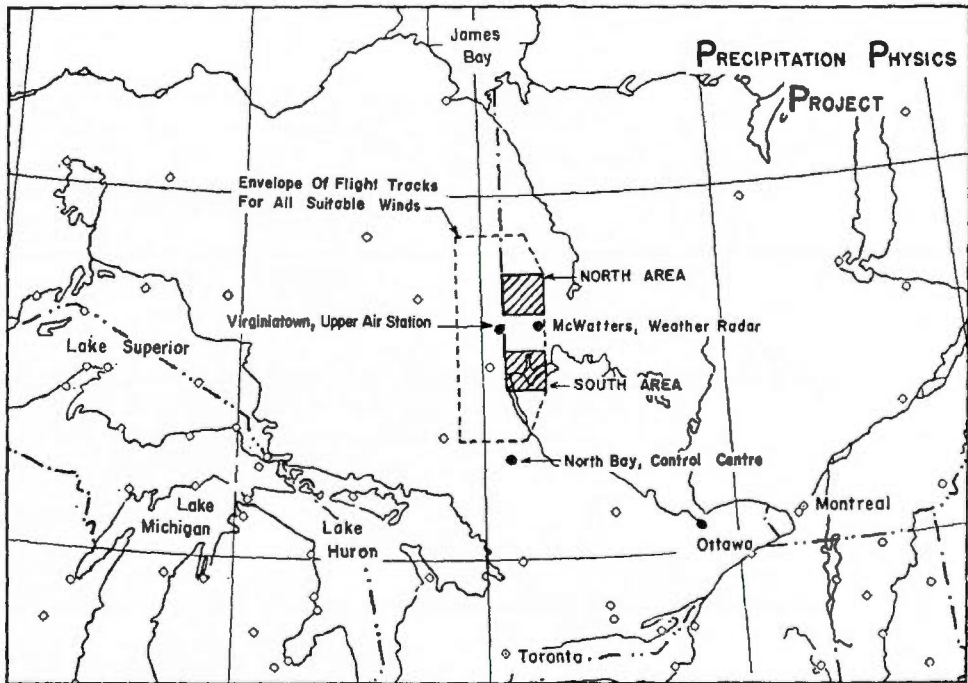 James
Bay
PRECIPITATION PHYSICS
PROJECT
Envelope Of Flight Tracks
For All Suitable Winds
NORTH AREA
Virginiatown, Upper Air Station
McWatters, Weather Radar
Lake Superior
SOUTH AREA
North Bay, Control Centre
Lake
Michigan
Lake
Huron
Montreal
Ottawa
Toranto